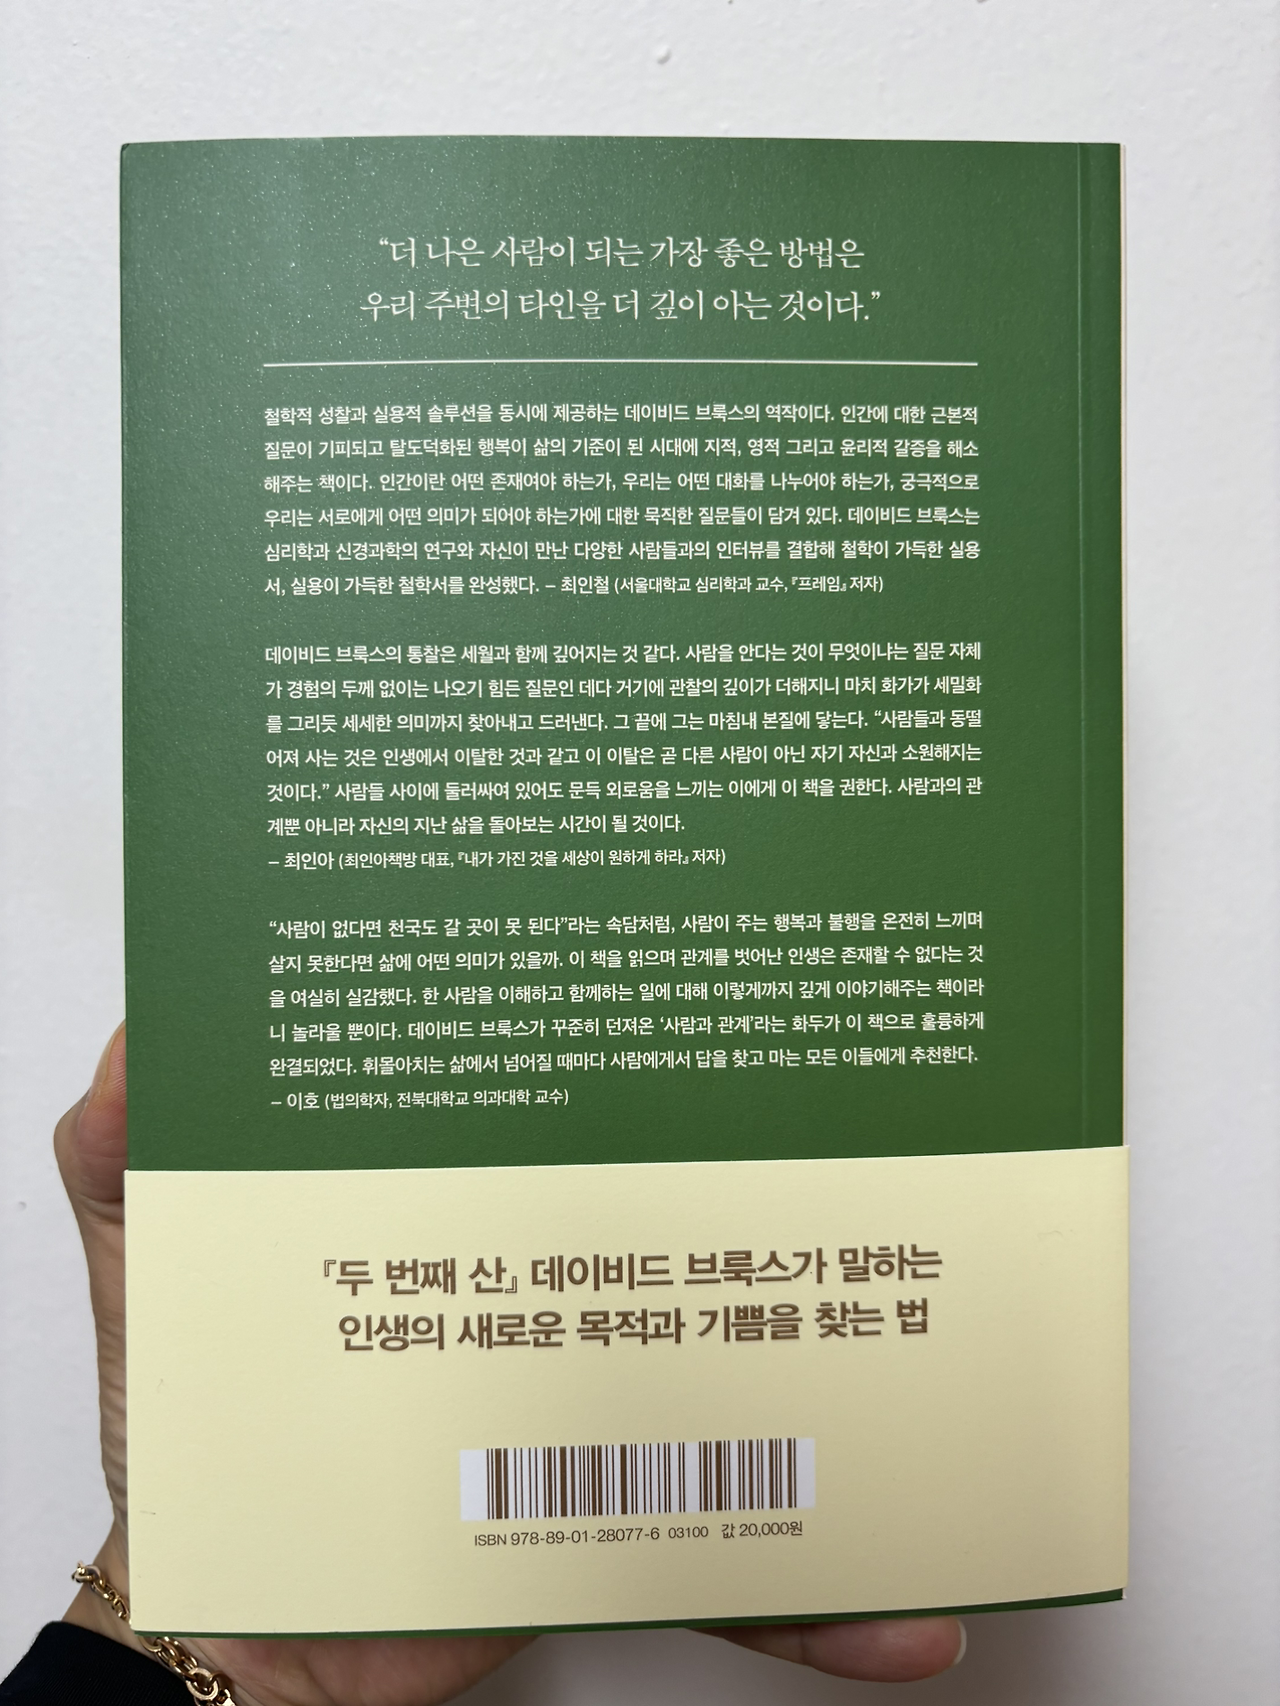 “더 나은 사람이 되는 가장 좋은 방법은
우리 주변의 타인을 더 깊이 아는 것이다.”
철학적 성찰과 실용적 솔루션을 동시에 제공하는 데이비드 브룩스의 역작이다. 인간에 대한 근본적
질문이 기피되고 탈도덕화된 행복이 삶의 기준이 된 시대에 지적, 영적 그리고 윤리적 갈증을 해소
해주는 책이다. 인간이란 어떤 존재여야 하는가, 우리는 어떤 대화를 나누어야 하는가, 궁극적으로
우리는 서로에게 어떤 의미가 되어야 하는가에 대한 묵직한 질문들이 담겨 있다. 데이비드 브룩스는
심리학과 신경과학의 연구와 자신이 만난 다양한 사람들과의 인터뷰를 결합해 철학이 가득한 실용
서, 실용이 가득한 철학서를 완성했다. – 최인철 (서울대학교 심리학과 교수, 『프레임』 저자)
데이비드 브룩스의 통찰은 세월과 함께 깊어지는 것 같다. 사람을 안다는 것이 무엇이냐는 질문 자체
가 경험의 두께 없이는 나오기 힘든 질문인 데다 거기에 관찰의 깊이가 더해지니 마치 화가가 세밀화
를 그리듯 세세한 의미까지 찾아내고 드러낸다. 그 끝에 그는 마침내 본질에 닿는다. “사람들과 동떨
어져 사는 것은 인생에서 이탈한 것과 같고 이 이탈은 곧 다른 사람이 아닌 자기 자신과 소원해지는
것이다.” 사람들 사이에 둘러싸여 있어도 문득 외로움을 느끼는 이에게 이 책을 권한다. 사람과의 관
계뿐 아니라 자신의 지난 삶을 돌아보는 시간이 될 것이다.
– 최인아 (최인아책방 대표, 『내가 가진 것을 세상이 원하게 하라』 저자)
“사람이 없다면 천국도 갈 곳이 못 된다”라는 속담처럼, 사람이 주는 행복과 불행을 온전히 느끼며
살지 못한다면 삶에 어떤 의미가 있을까. 이 책을 읽으며 관계를 벗어난 인생은 존재할 수 없다는 것
을 여실히 실감했다. 한 사람을 이해하고 함께하는 일에 대해 이렇게까지 깊게 이야기해주는 책이라
니 놀라울 뿐이다. 데이비드 브룩스가 꾸준히 던져온 ‘사람과 관계’라는 화두가 이 책으로 훌륭하게
완결되었다. 휘몰아치는 삶에서 넘어질 때마다 사람에게서 답을 찾고 마는 모든 이들에게 추천한다.
– 이호 (법의학자, 전북대학교 의과대학 교수)
『두 번째 산』 데이비드 브룩스가 말하는
인생의 새로운 목적과 기쁨을 찾는 법
ISBN 978-89-01-28077-6 03100 값 20,000원